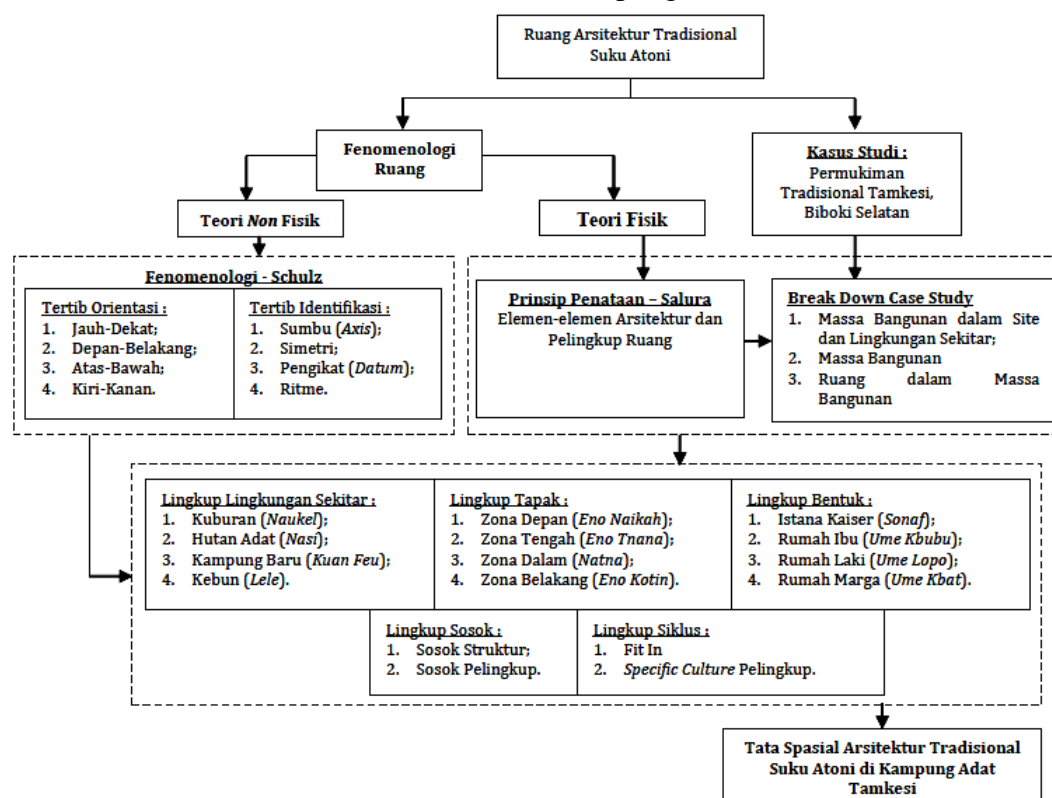 Ruang Arsitektur Tradisional
Suku Atoni
Fenomenologi
Ruang
Kasus Studi :
Permukiman
Tradisional Tamkesi,
Biboki Selatan
Teori Non Fisik
Teori Fisik
Fenomenologi - Schulz
Tertib Orientasi :
1. Jauh-Dekat;
2. Depan-Belakang;
3. Atas-Bawah;
4. Kiri-Kanan.
Tertib Identifikasi :
1. Sumbu (Axis);
2. Simetri;
3. Pengikat (Datum);
4. Ritme.
Prinsip Penataan – Salura
Elemen-elemen Arsitektur dan
Pelingkup Ruang
Break Down Case Study
1. Massa Bangunan dalam Site
dan Lingkungan Sekitar;
2. Massa Bangunan
3. Ruang dalam Massa
Bangunan
Lingkup Lingkungan Sekitar :
1. Kuburan (Naukel);
2. Hutan Adat (Nasi);
3. Kampung Baru (Kuan Feu);
4. Kebun (Lele).
Lingkup Tapak :
1. Zona Depan (Eno Naikah);
2. Zona Tengah (Eno Tnana);
3. Zona Dalam (Natna);
4. Zona Belakang (Eno Kotin).
Lingkup Bentuk :
1. Istana Kaiser (Sonaf);
2. Rumah Ibu (Ume Kbubu);
3. Rumah Laki (Ume Lopo);
4. Rumah Marga (Ume Kbat).
Lingkup Sosok :
1. Sosok Struktur;
2. Sosok Pelingkup.
Lingkup Siklus :
1. Fit In
2. Specific Culture Pelingkup.
Tata Spasial Arsitektur Tradisional
Suku Atoni di Kampung Adat
Tamkesi